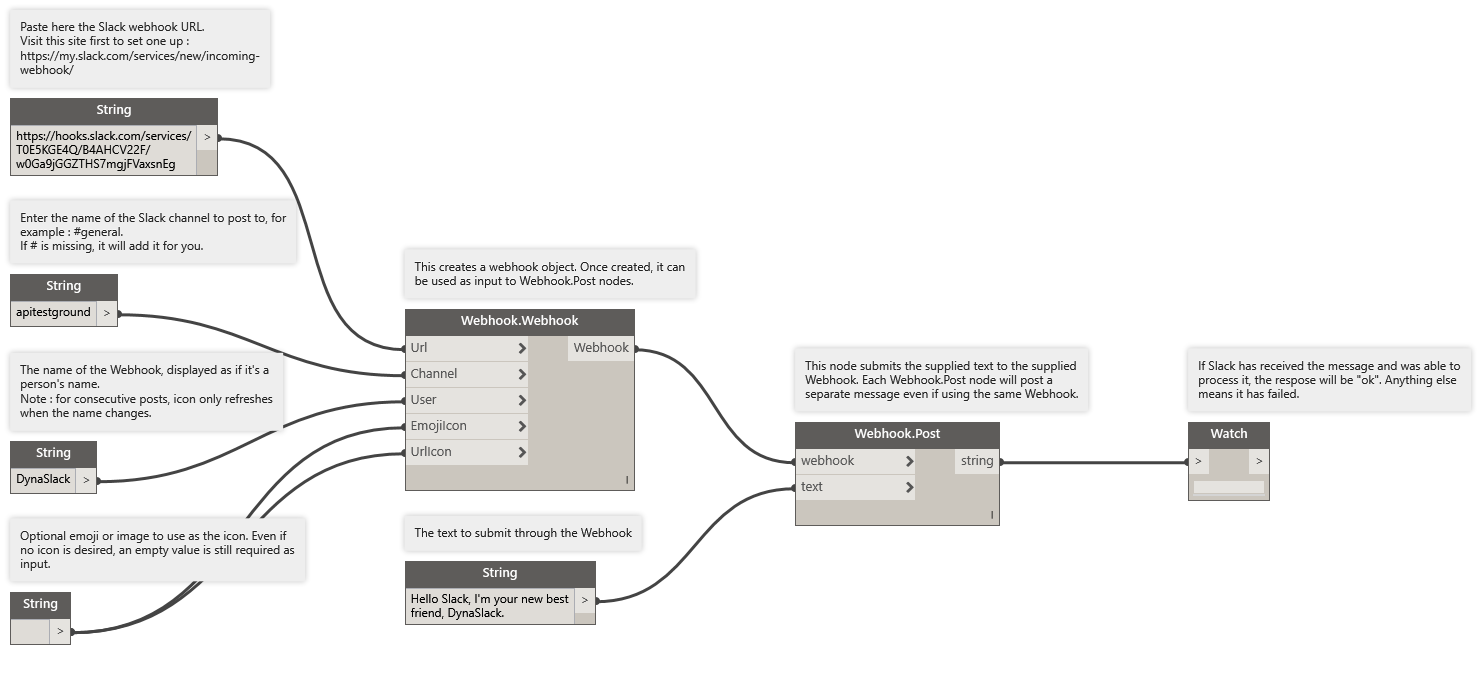 Paste here the Slack webhook URL.
Visit this site first to set one up :
https://my.slack.com/services/new/incoming-
webhook/
String
https://hooks.slack.com/services/
T0E5KGE4Q/B4AHCV22F/
w0Ga9jGGZTHS7mgjFVaxsnEg
>
Enter the name of the Slack channel to post to, for
example : #general.
If # is missing, it will add it for you.
String
apitestground
>
The name of the Webhook, displayed as if it's a
person's name.
Note : for consecutive posts, icon only refreshes
when the name changes.
String
DynaSlack
>
Optional emoji or image to use as the icon. Even if
no icon is desired, an empty value is still required as
input.
String
>
This creates a webhook object. Once created, it can
be used as input to Webhook.Post nodes.
Webhook.Webhook
Url
Channel
User
EmojiIcon
UrlIcon
Webhook
l
The text to submit through the Webhook
String
Hello Slack, I'm your new best
friend, DynaSlack.
>
This node submits the supplied text to the supplied
Webhook. Each Webhook.Post node will post a
separate message even if using the same Webhook.
Webhook.Post
webhook
text
string
l
If Slack has received the message and was able to
process it, the respose will be "ok". Anything else
means it has failed.
Watch
> >